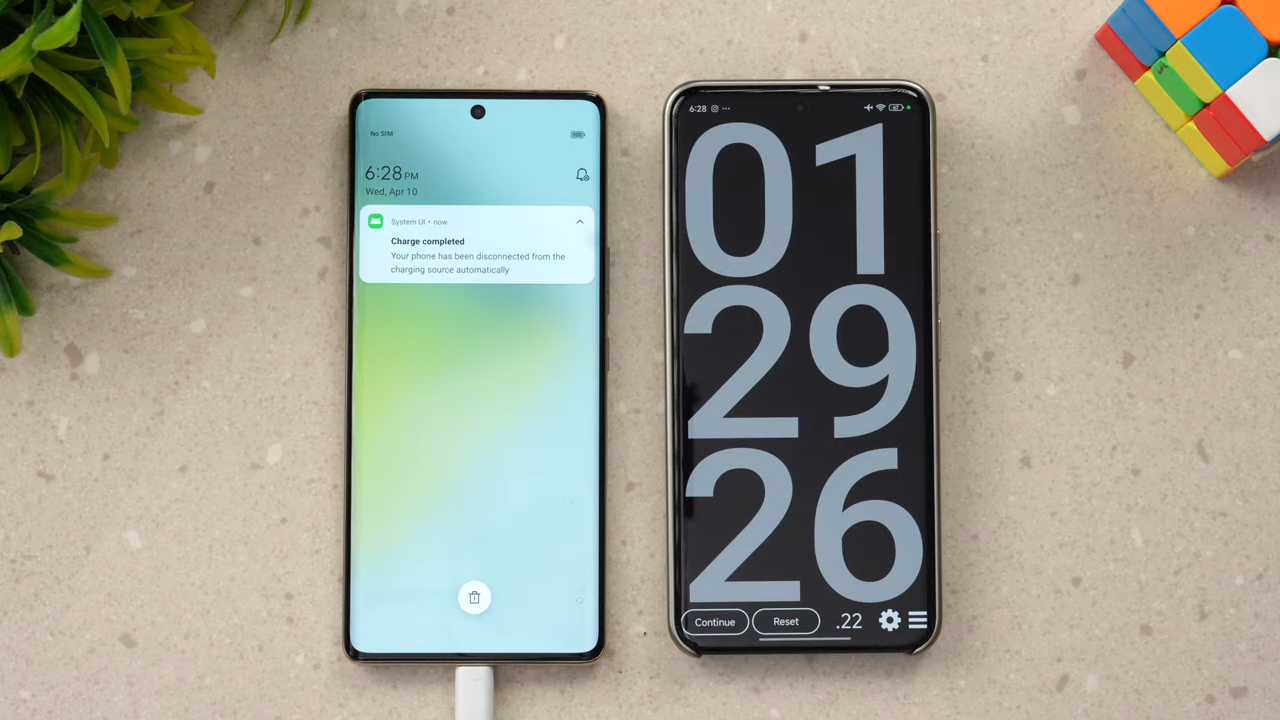 No SIM
100
6:28 PM
Wed, Apr 10
System UI • now
Charge completed
Your phone has been disconnected from the
charging source automatically
6:28
01
29
26
Continue
Reset
.22